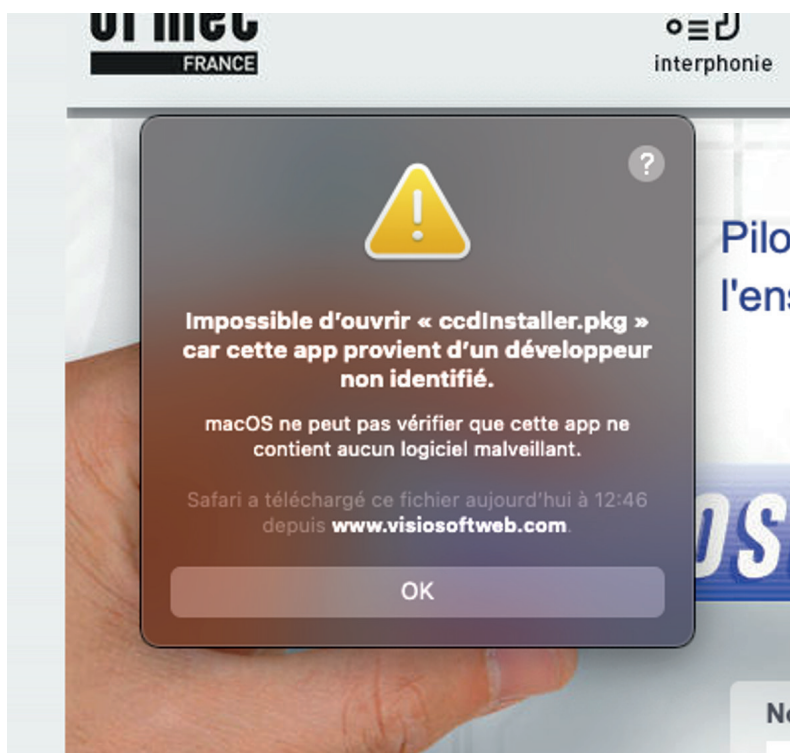 FRANCE
interphonie
?
Impossible d'ouvrir « ccdInstaller.pkg »
car cette app provient d'un développeur
non identifié.
macOS ne peut pas vérifier que cette app ne
contient aucun logiciel malveillant.
Safari a téléchargé ce fichier aujourd'hui à 12:46
depuis www.visiosoftweb.com.
OK
Pilo
l'ens
OS